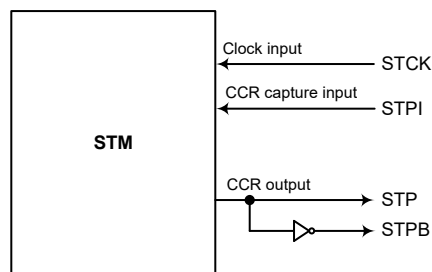 Clock input
STCK
CCR capture input
STPI
STM
CCR output
STP
STPB